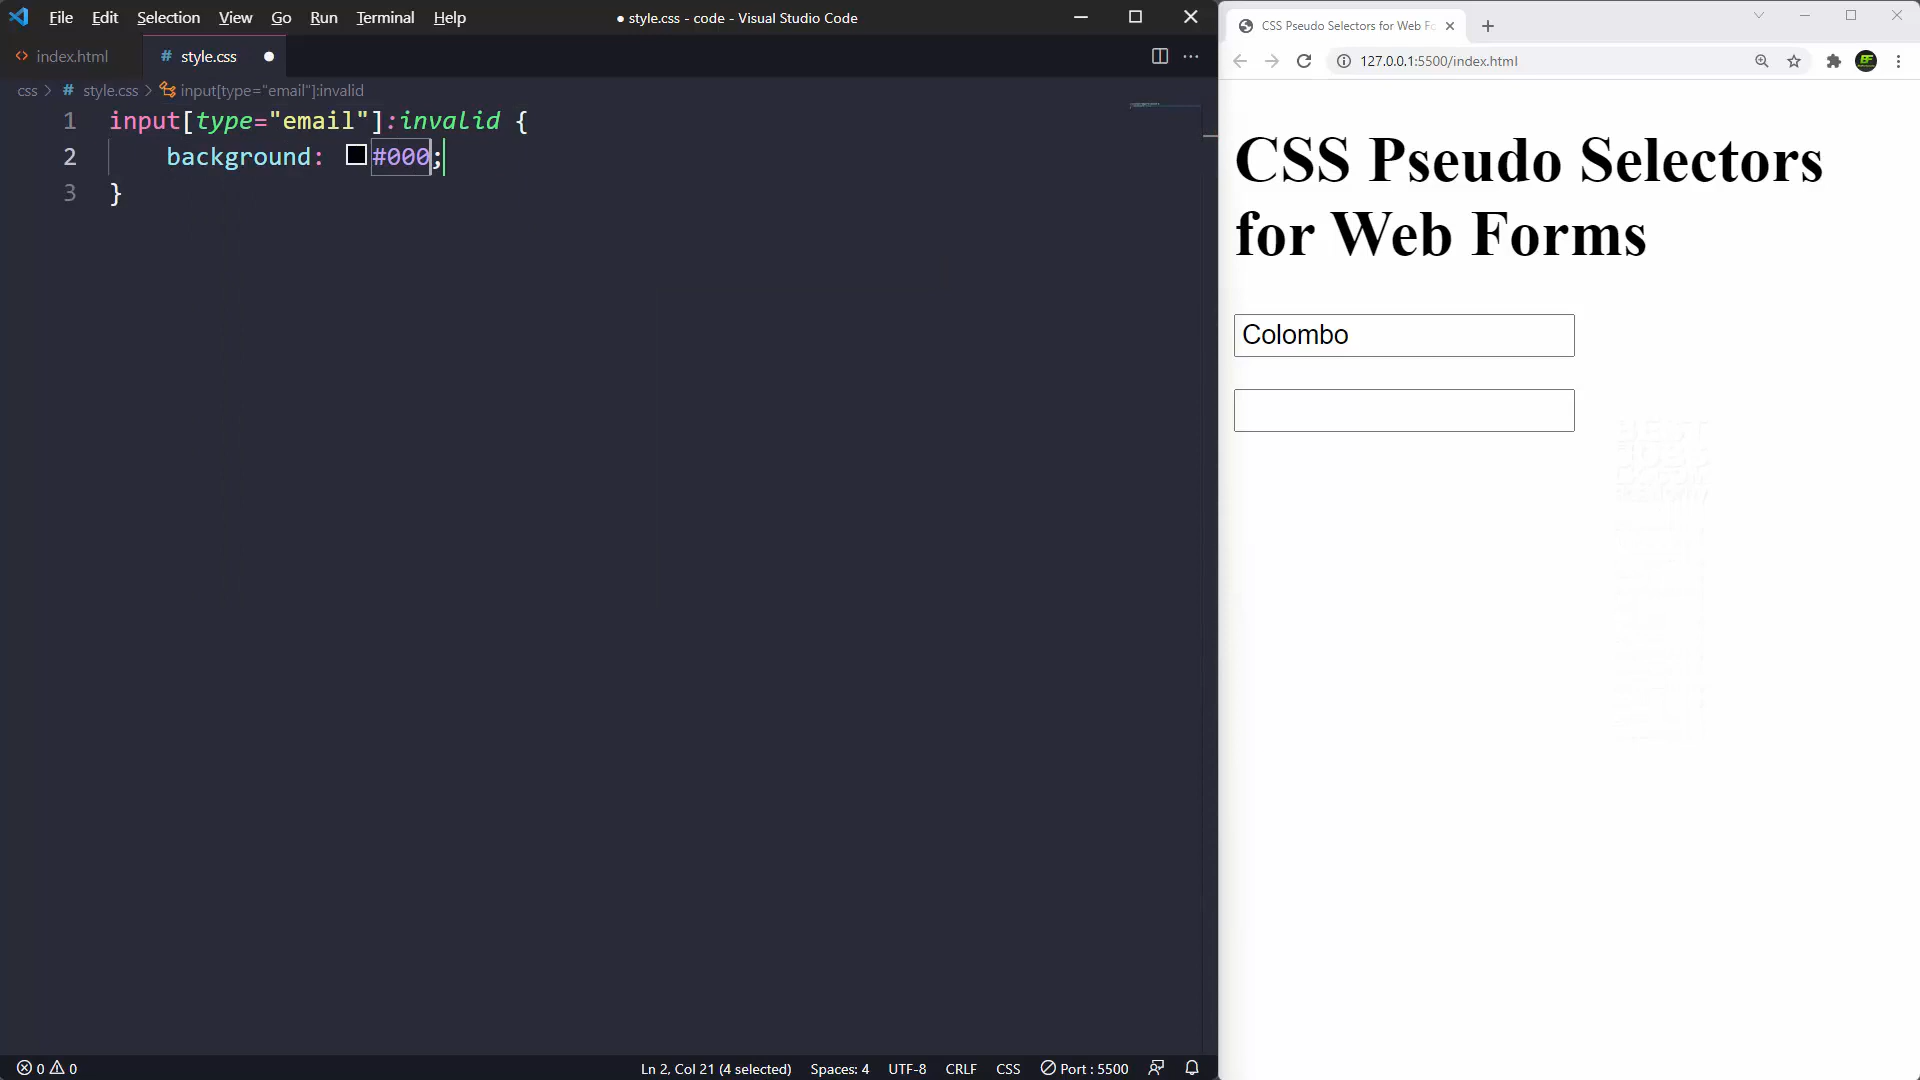 File Edit Selection View Go Run Terminal Help
● style.css - code - Visual Studio Code
index.html
# style.css ●
css > # style.css > input[type="email"]:invalid
1 input[type="email"]:invalid {
2 background: #000;
3 }
0 0
Ln 2, Col 21 (4 selected) Spaces: 4 UTF-8 CRLF CSS Port : 5500
CSS Pseudo Selectors for Web Fo
127.0.0.1:5500/index.html
CSS Pseudo Selectors
for Web Forms
Colombo